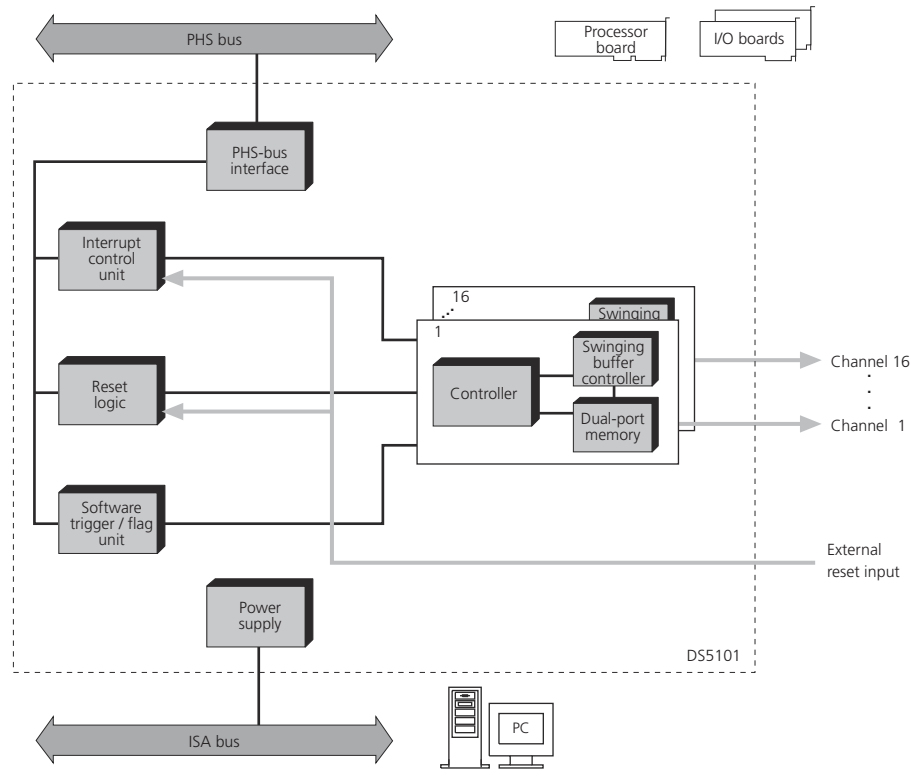 PHS bus
Processor
board
I/O boards
PHS-bus
interface
Interrupt
control
unit
16
Swinging
1
Swinging
buffer
controller
Controller
Dual-port
memory
Channel 16
Channel 1
Reset
logic
Software
trigger / flag
unit
External
reset input
Power
supply
DS5101
ISA bus
PC